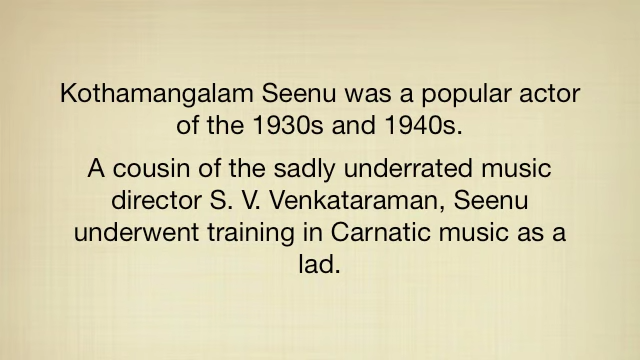 Kothamangalam Seenu was a popular actor
of the 1930s and 1940s.
A cousin of the sadly underrated music
director S. V. Venkataraman, Seenu
underwent training in Carnatic music as a
lad.